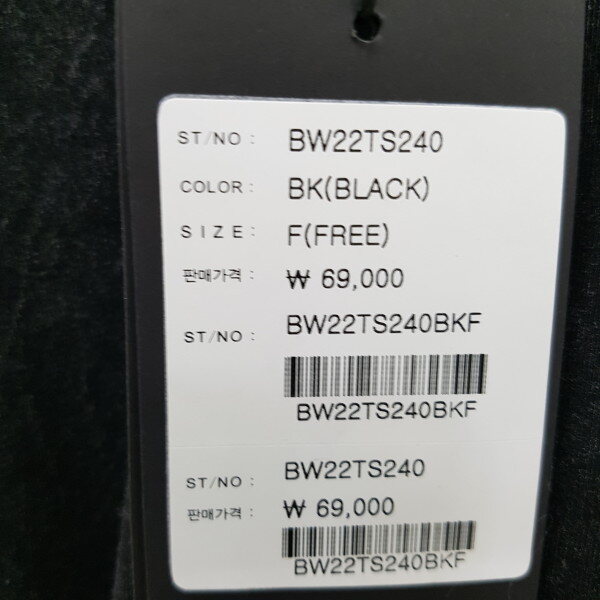 ST/NO : BW22TS240
COLOR : BK(BLACK)
SIZE : F(FREE)
판매가격 : ₩ 69,000
ST/NO : BW22TS240BKF
BW22TS240BKF
ST/NO : BW22TS240
판매가격 : ₩ 69,000
BW22TS240BKF